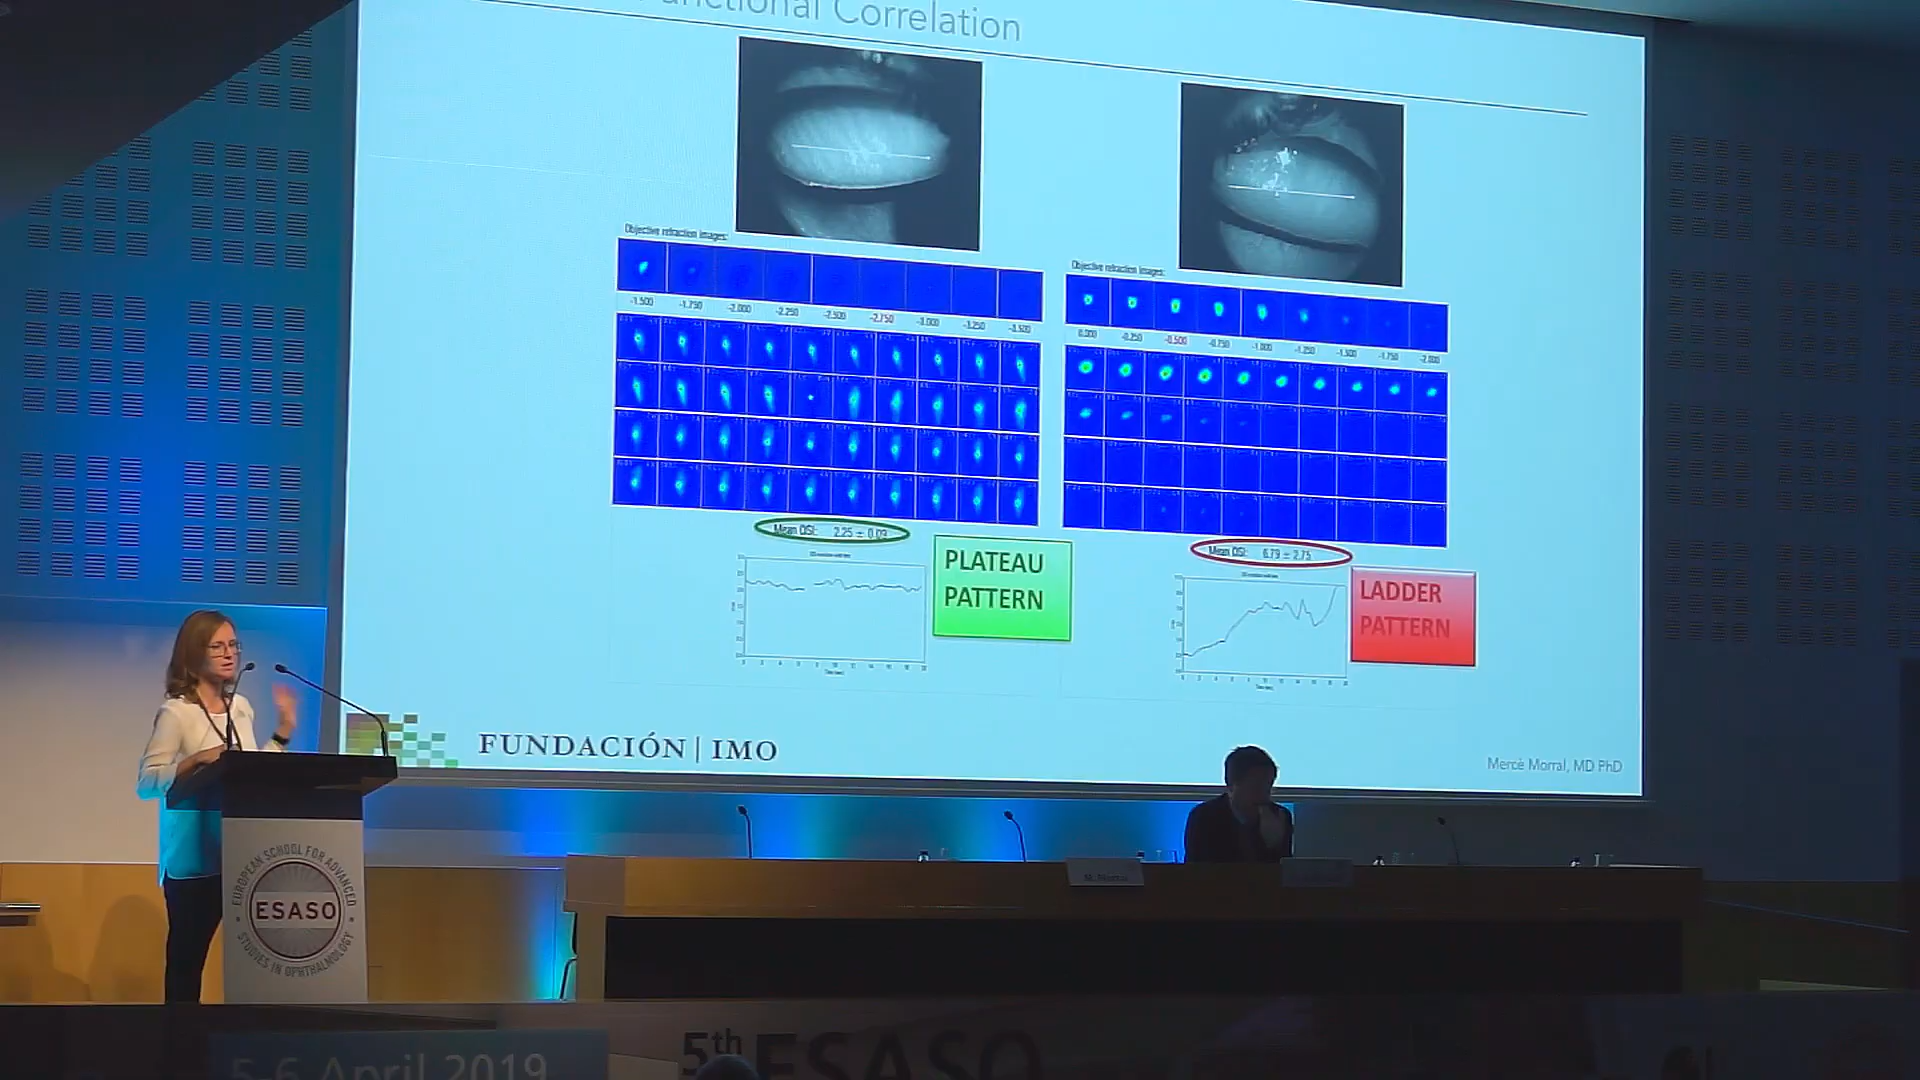 Functional Correlation
Objective refraction images:
-1.500 -1.750 -2.000 -2.250 -2.500 -2.750 -3.000 -3.250 -3.500
Mean OSI: 2.25 ± 0.09
PLATEAU
PATTERN
Objective refraction images:
0.000 -0.250 -0.500 -0.750 -1.000 -1.250 -1.500 -1.750 -2.000
Mean OSI: 6.79 ± 2.75
LADDER
PATTERN
FUNDACIÓN | IMO
Mercè Morral, MD PhD
EUROPEAN SCHOOL FOR ADVANCED
ESASO
STUDIES IN OPHTHALMOLOGY
5-6 April 2019
5th ESASO